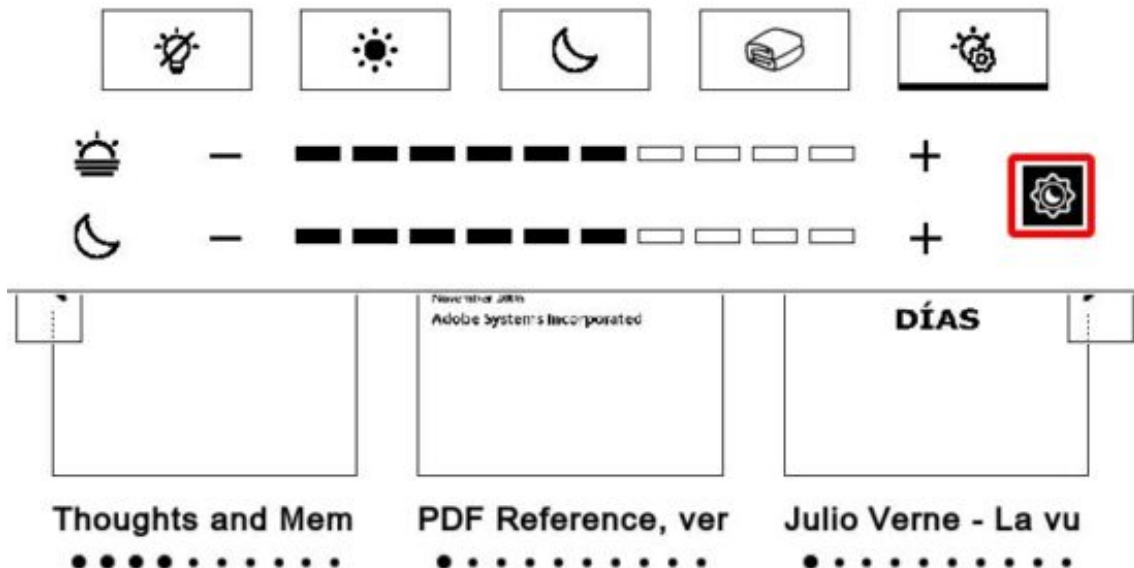 November 2006
Adobe Systems Incorporated
DÍAS
Thoughts and Mem
PDF Reference, ver
Julio Verne - La vu